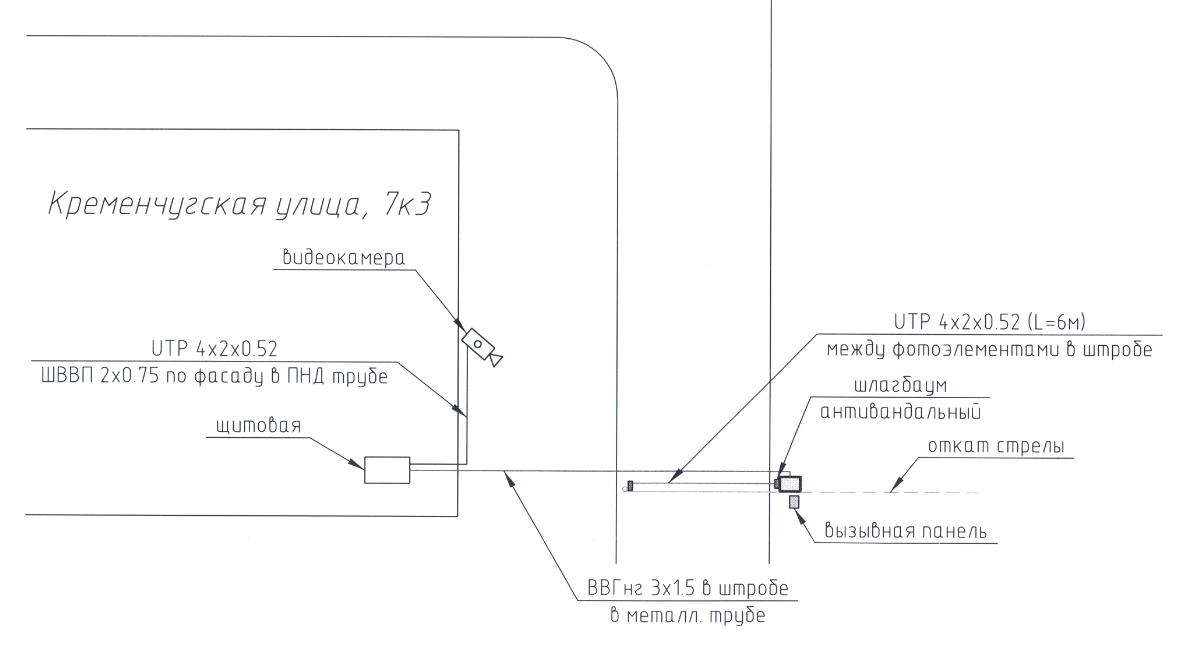 Кременчугская улица, 7к3
видеокамера
UTP 4x2x0.52
ШВВП 2x0.75 по фасаду в ПНД трубе
щитовая
UTP 4x2x0.52 (L=6м)
между фотоэлементами в штробе
шлагбаум
антивандальный
откат стрелы
вызывная панель
ВВГнг 3x1.5 в штробе
в металл. трубе